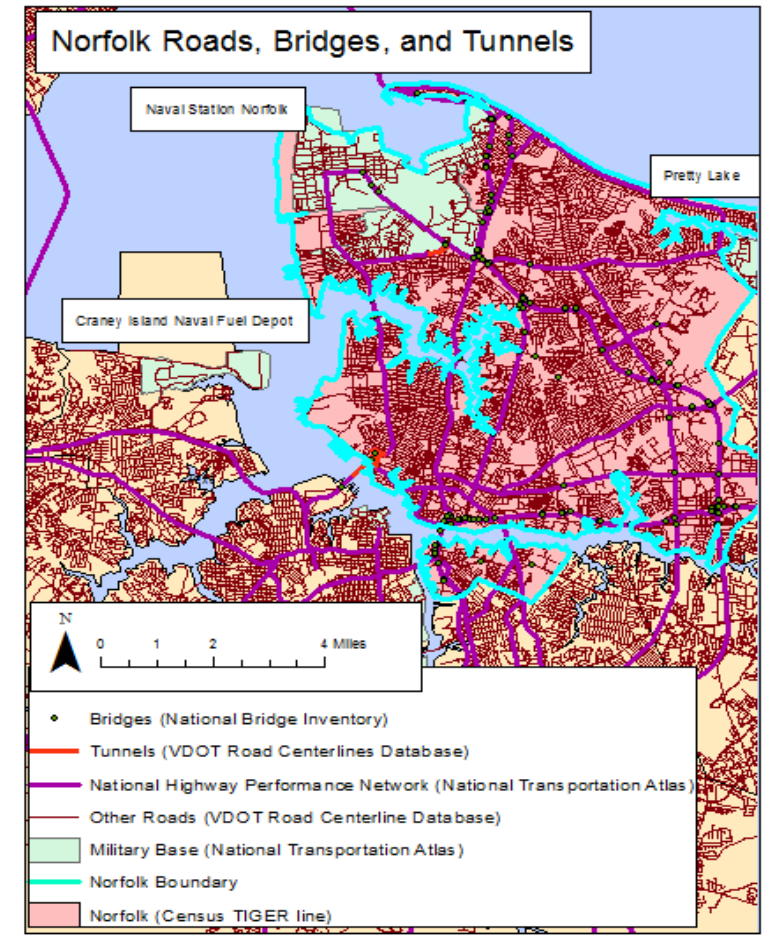 Norfolk Roads, Bridges, and Tunnels
Naval Station Norfolk
Pretty Lake
Craney Island Naval Fuel Depot
N
0 1 2 4 Miles
Bridges (National Bridge Inventory)
Tunnels (VDOT Road Centerlines Database)
National Highway Performance Network (National Transportation Atlas)
Other Roads (VDOT Road Centerline Database)
Military Base (National Transportation Atlas)
Norfolk Boundary
Norfolk (Census TIGER line)